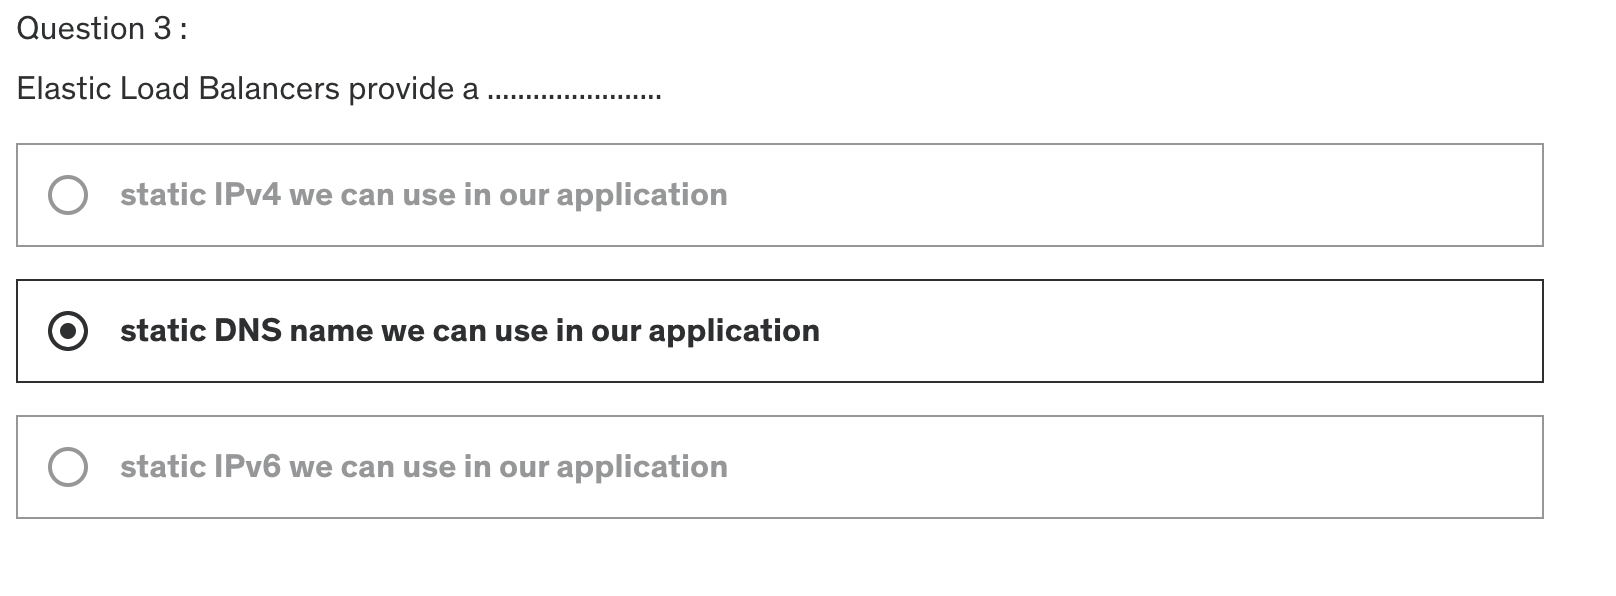 Question 3 :
Elastic Load Balancers provide a .......................
static IPv4 we can use in our application
static DNS name we can use in our application
static IPv6 we can use in our application